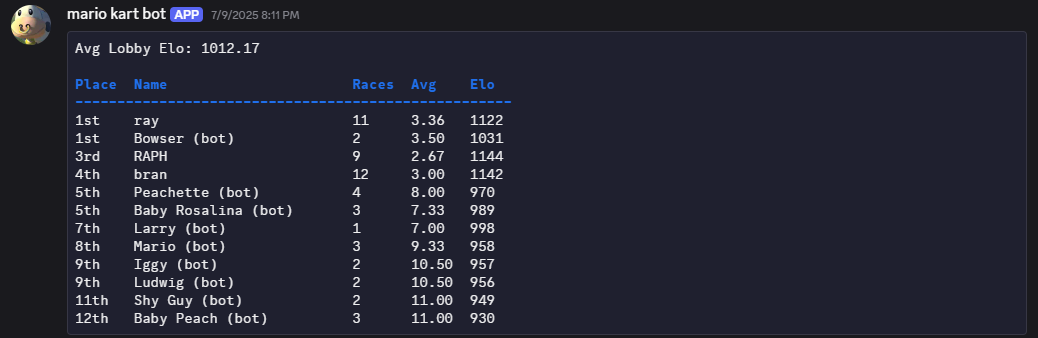 mario kart bot APP 7/9/2025 8:11 PM
Avg Lobby Elo: 1012.17
Place Name Races Avg Elo
----------------------------------------------------
1st ray 11 3.36 1122
1st Bowser (bot) 2 3.50 1031
3rd RAPH 9 2.67 1144
4th bran 12 3.00 1142
5th Peachette (bot) 4 8.00 970
5th Baby Rosalina (bot) 3 7.33 989
7th Larry (bot) 1 7.00 998
8th Mario (bot) 3 9.33 958
9th Iggy (bot) 2 10.50 957
9th Ludwig (bot) 2 10.50 956
11th Shy Guy (bot) 2 11.00 949
12th Baby Peach (bot) 3 11.00 930